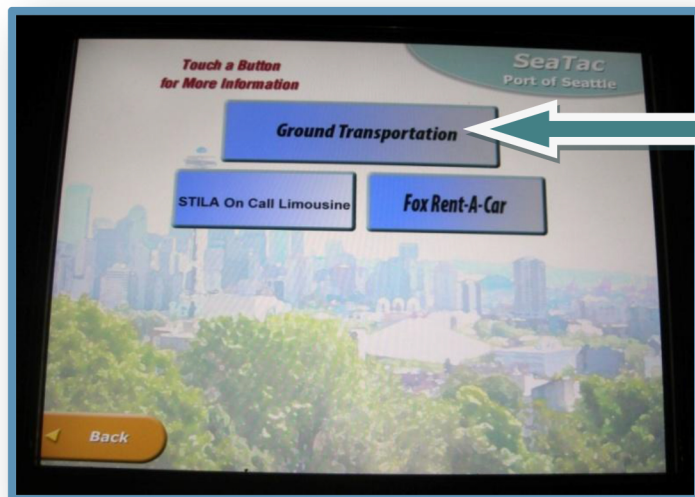 Touch a Button
for More Information
SeaTac
Port of Seattle
Ground Transportation
STILA On Call Limousine
Fox Rent-A-Car
Back